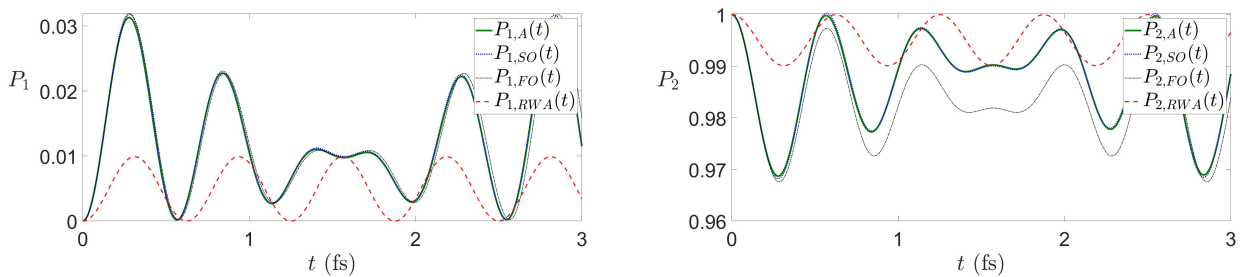 0.03
0.02
0.01
0
P₁
0 1 2 3
t (fs)
P₁,A(t)
P₁,SO(t)
P₁,FO(t)
P₁,RWA(t)
1
0.99
0.98
0.97
0.96
P₂
0 1 2 3
t (fs)
P₂,A(t)
P₂,SO(t)
P₂,FO(t)
P₂,RWA(t)